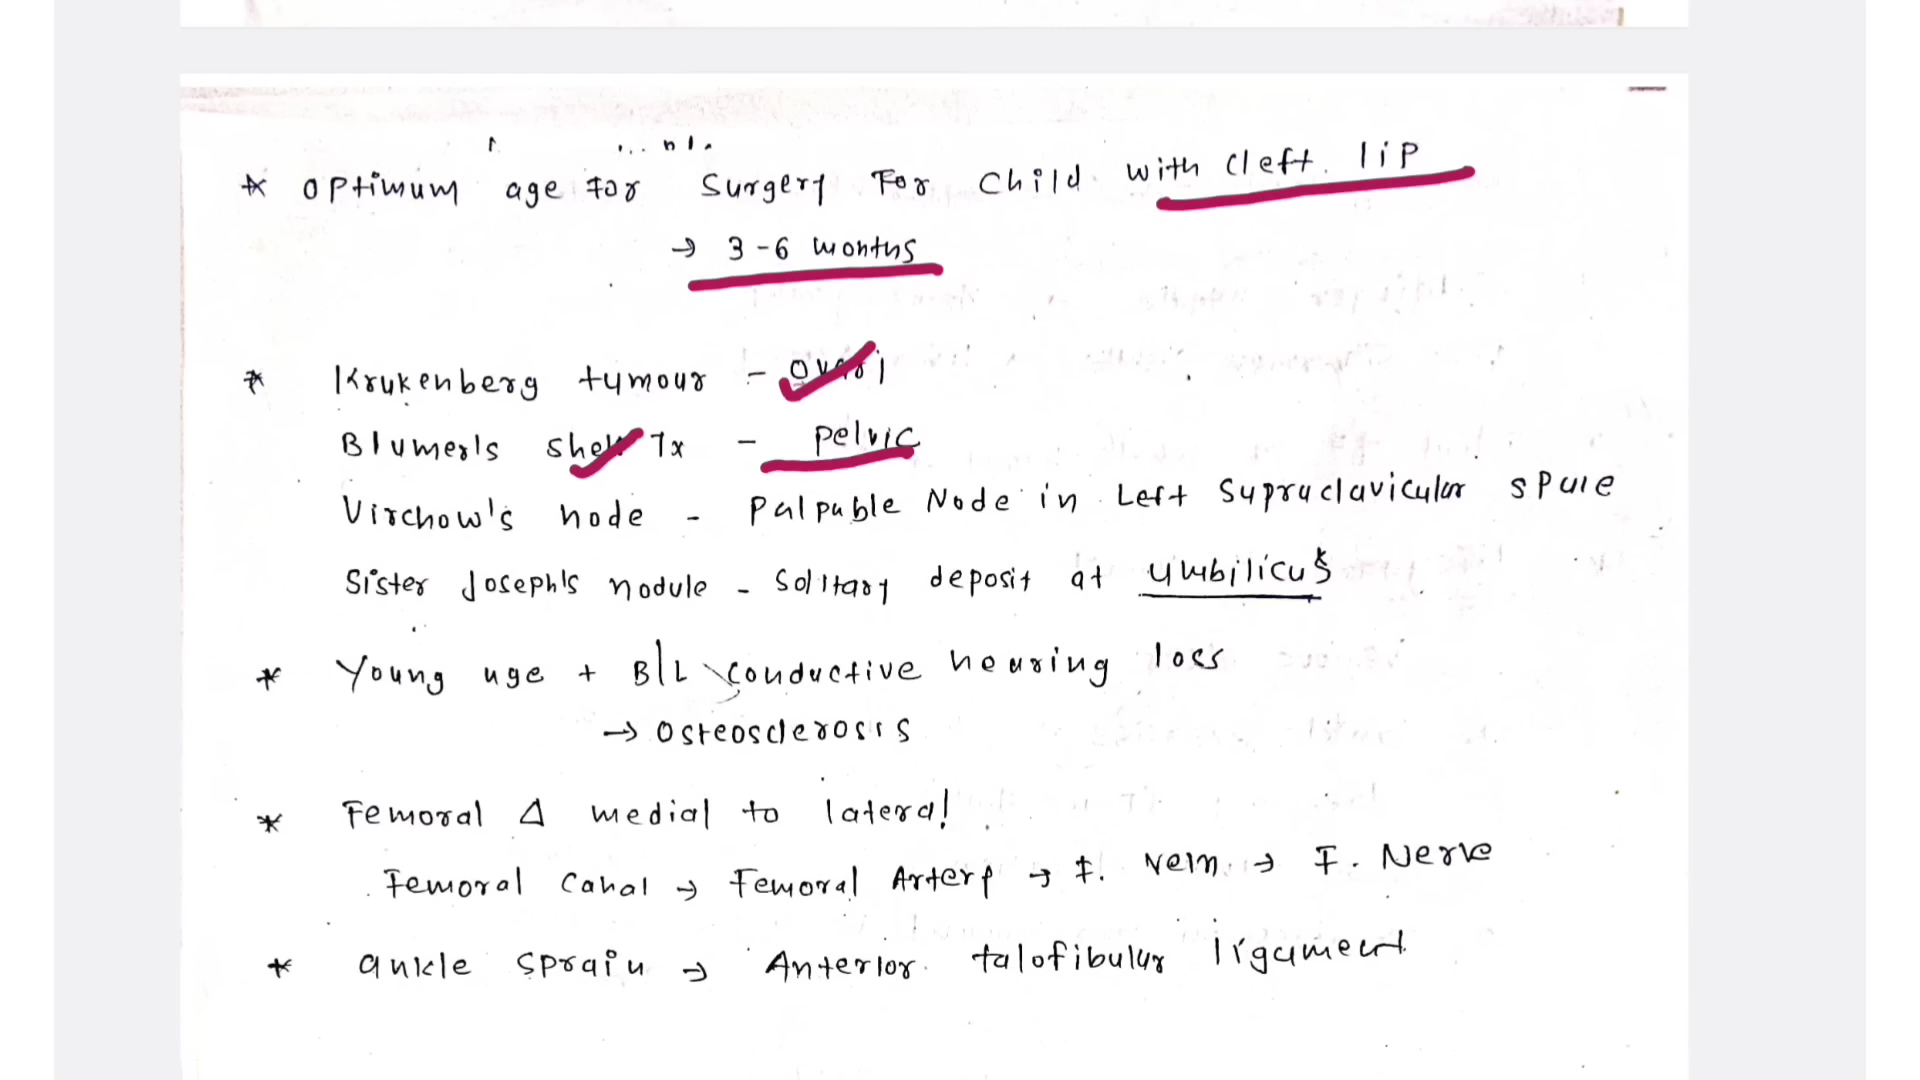 * Optimum age for Surgery For Child with Cleft lip
→ 3-6 months
* Krukenberg tumour - Ovari
Blumer's shelf Tx - Pelvic
Virchow's node - Palpable Node in Left Supraclavicular space
Sister Joseph's nodule - Solitary deposit at umbilicus
* Young age + B/L conductive hearing loss
→ Osteosclerosis
* Femoral Δ medial to lateral
Femoral Canal → Femoral Artery → F. Vein → F. Nerve
* ankle sprain → Anterior talofibular ligament